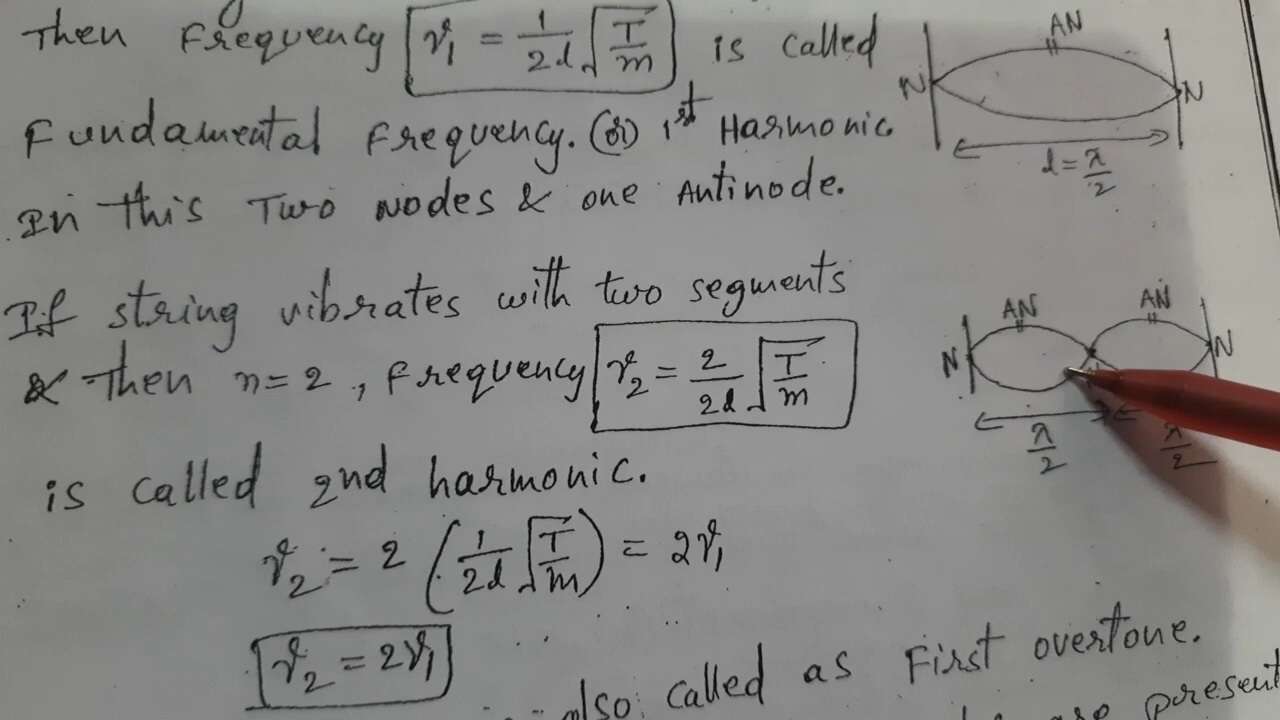 Then Frequency ν₁ = 1/2l √T/m is called
Fundamental Frequency. (or) 1st Harmonic.
In this Two Nodes & one Antinode.
AN
N N
l = λ/2
If string vibrates with two segments
& Then n = 2, Frequency ν₂ = 2/2l √T/m
is called 2nd harmonic.
AN AN
N N
λ/2 λ/2
ν₂ = 2 (1/2l √T/m) = 2ν₁
ν₂ = 2ν₁
also called as First overtone.
present